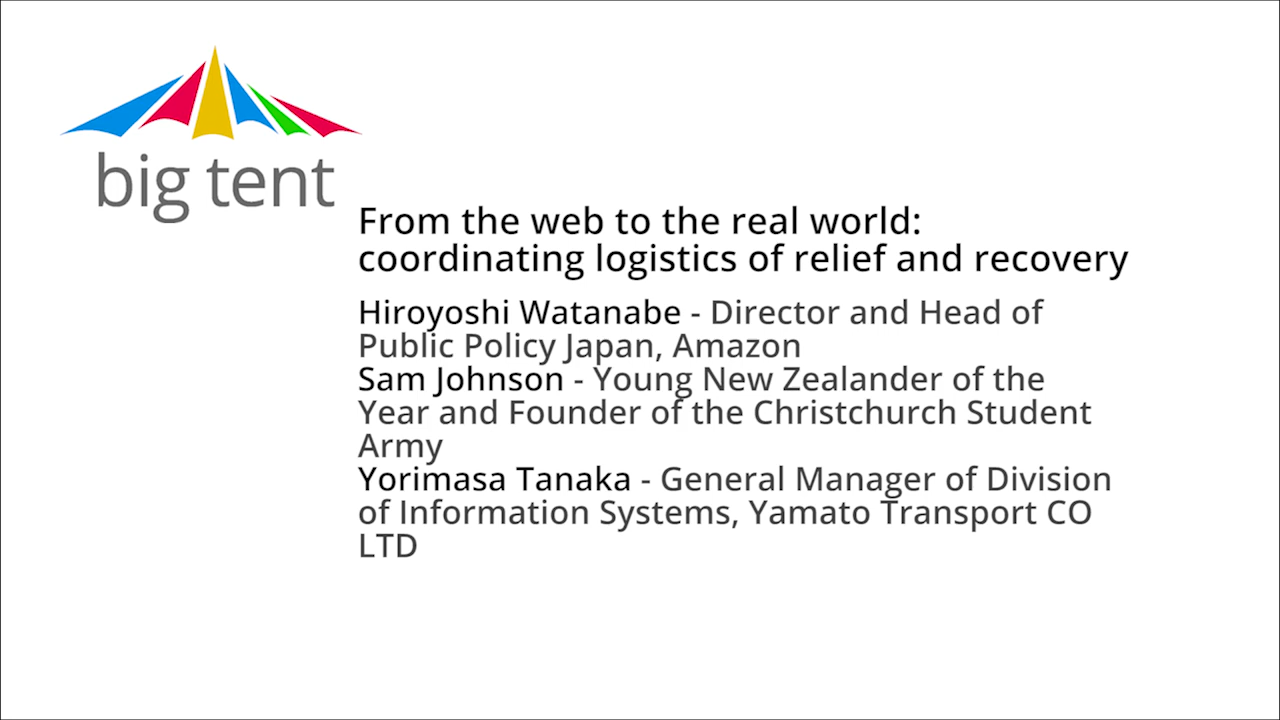 big tent
From the web to the real world:
coordinating logistics of relief and recovery
Hiroyoshi Watanabe - Director and Head of
Public Policy Japan, Amazon
Sam Johnson - Young New Zealander of the
Year and Founder of the Christchurch Student
Army
Yorimasa Tanaka - General Manager of Division
of Information Systems, Yamato Transport CO
LTD